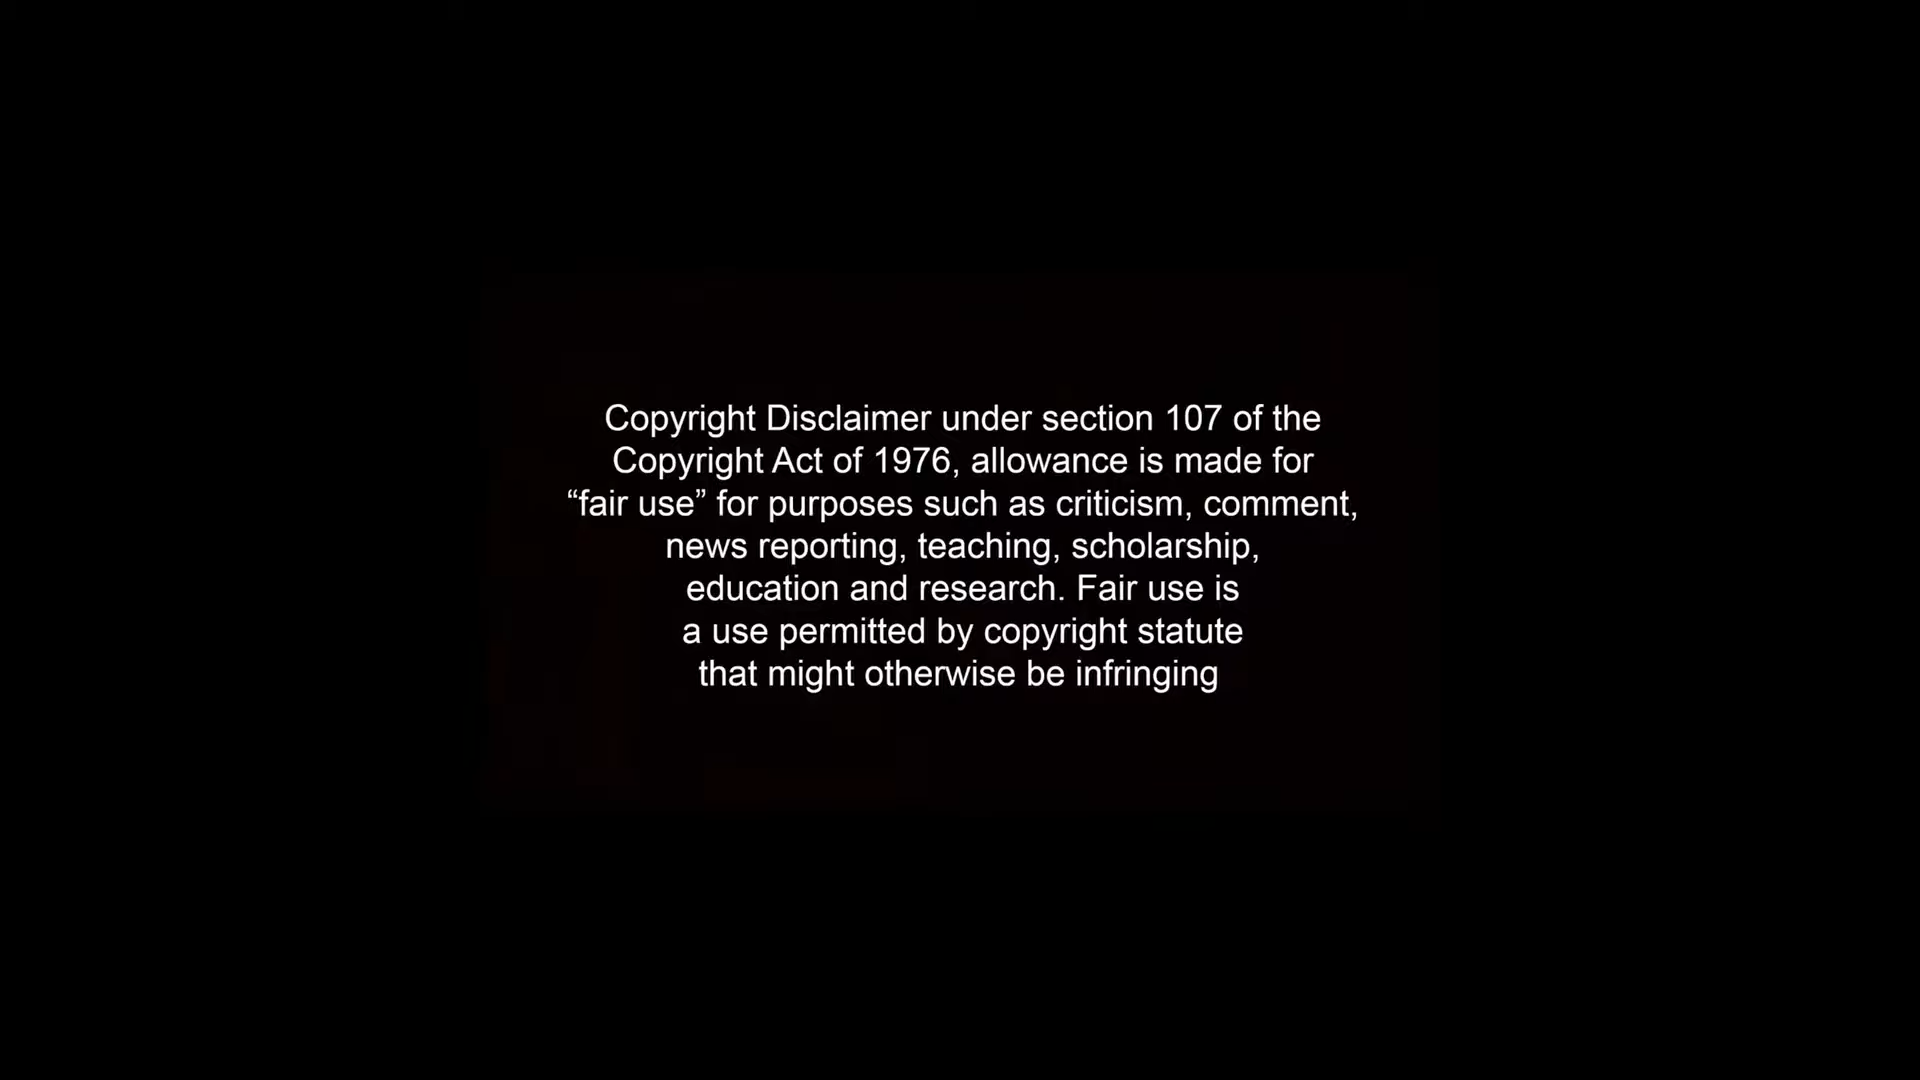 Copyright Disclaimer under section 107 of the
Copyright Act of 1976, allowance is made for
“fair use” for purposes such as criticism, comment,
news reporting, teaching, scholarship,
education and research. Fair use is
a use permitted by copyright statute
that might otherwise be infringing